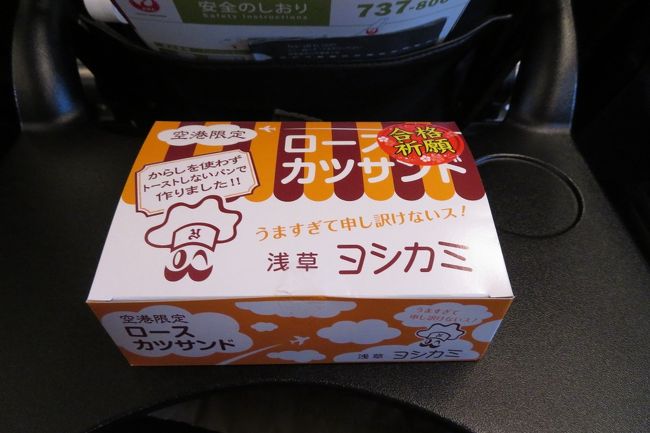 安全のしおり
Safety Instructions
737-800
空港限定
ロース
カツサンド
合格
祈願
からしを使わず
トーストしないパンで
作りました!!
うますぎて申し訳けないス!
浅草 ヨシカミ
空港限定
ロース
カツサンド
うますぎて
申し訳けないス!
浅草 ヨシカミ